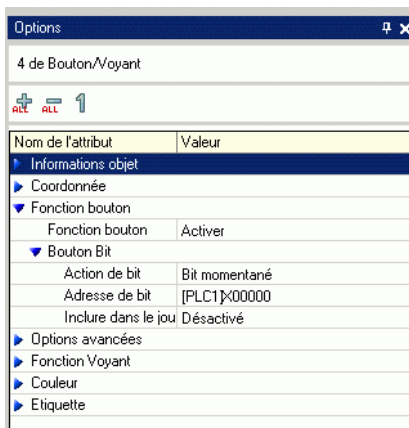 Options
4 de Bouton/Voyant
ALL ALL 1
Nom de l'attribut Valeur
Informations objet
Coordonnée
Fonction bouton
Fonction bouton Activer
Bouton Bit
Action de bit Bit momentané
Adresse de bit [PLC1]X00000
Inclure dans le jou Désactivé
Options avancées
Fonction Voyant
Couleur
Etiquette